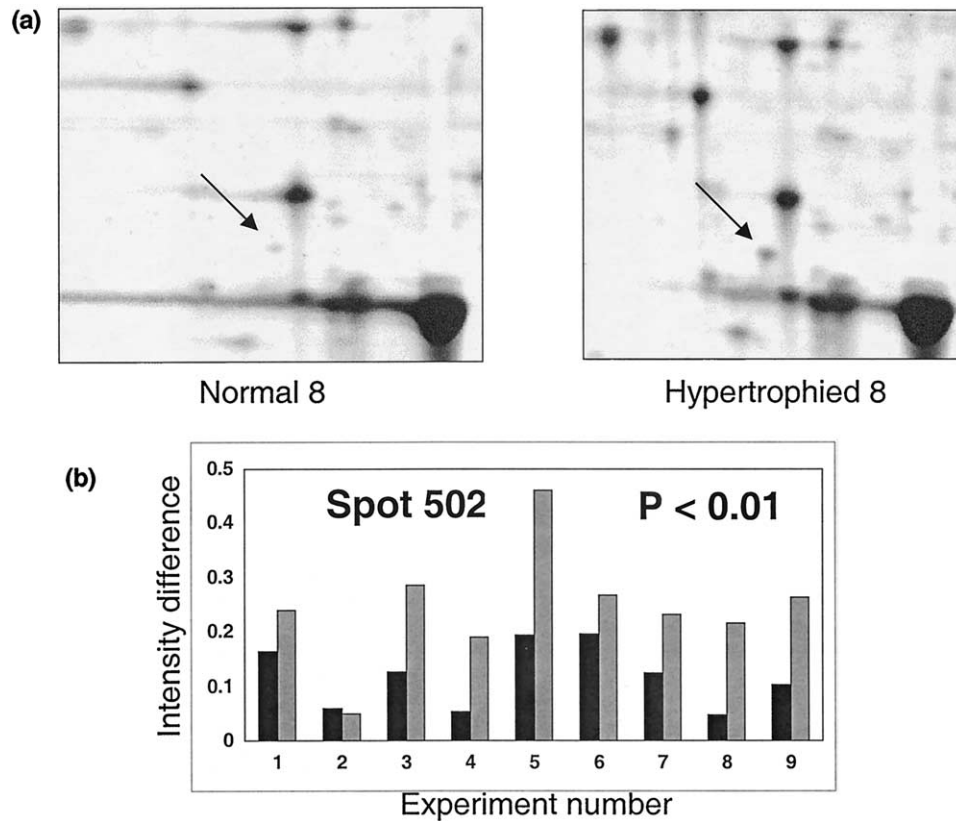 (a)
Normal 8
Hypertrophied 8
(b)
Spot 502
P < 0.01
Intensity difference
0.5
0.4
0.3
0.2
0.1
0
1 2 3 4 5 6 7 8 9
Experiment number